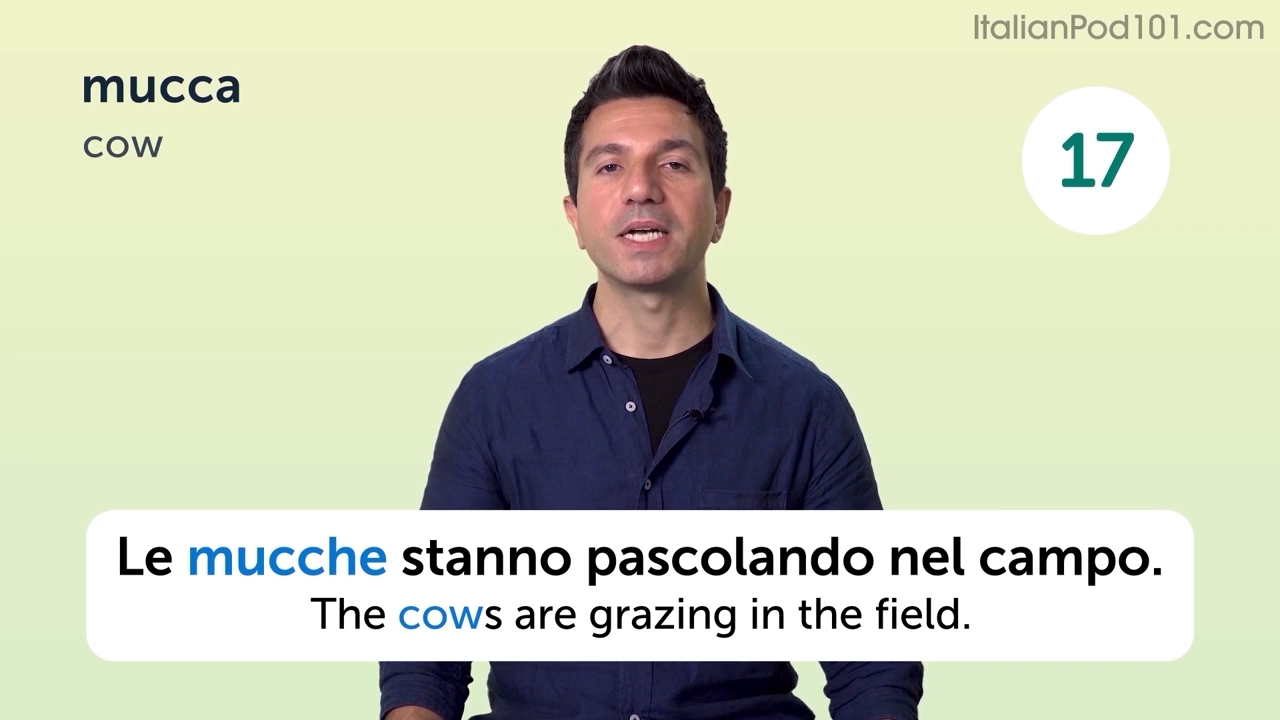 ItalianPod101.com
mucca
cow
17
Le mucche stanno pascolando nel campo.
The cows are grazing in the field.